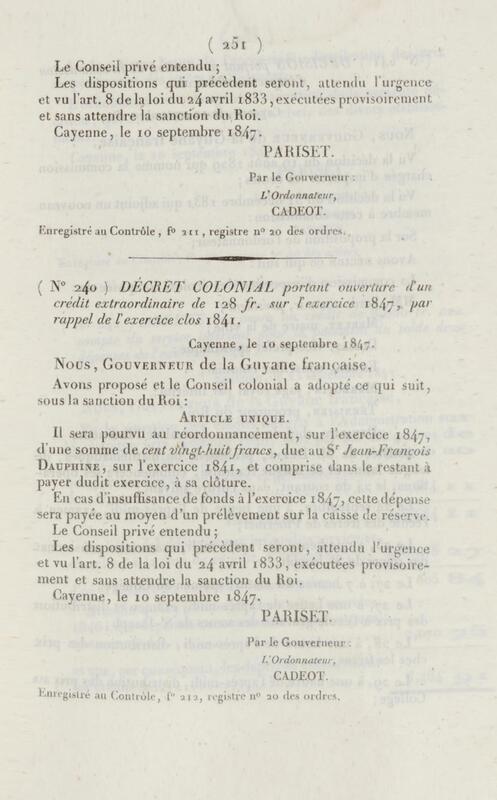 ( 251 )
Le Conseil privé entendu ;
Les dispositions qui précèdent seront, attendu l'urgence
et vu l'art. 8 de la loi du 24 avril 1833, exécutées provisoirement
et sans attendre la sanction du Roi.
Cayenne, le 10 septembre 1847.
PARISET.
Par le Gouverneur :
L'Ordonnateur,
CADEOT.
Enregistré au Contrôle, f° 211, registre n° 20 des ordres.
( N° 240 ) DÉCRET COLONIAL portant ouverture d'un
crédit extraordinaire de 128 fr. sur l'exercice 1847, par
rappel de l'exercice clos 1841.
Cayenne, le 10 septembre 1847.
Nous, Gouverneur de la Guyane française,
Avons proposé et le Conseil colonial a adopté ce qui suit,
sous la sanction du Roi :
Article unique.
Il sera pourvu au réordonnancement, sur l'exercice 1847,
d'une somme de cent vingt-huit francs, due au Sr Jean-François
Dauphine, sur l'exercice 1841, et comprise dans le restant à
payer dudit exercice, à sa clôture.
En cas d'insuffisance de fonds à l'exercice 1847, cette dépense
sera payée au moyen d'un prélèvement sur la caisse de réserve.
Le Conseil privé entendu ;
Les dispositions qui précèdent seront, attendu l'urgence
et vu l'art. 8 de la loi du 24 avril 1833, exécutées provisoire-
ment et sans attendre la sanction du Roi.
Cayenne, le 10 septembre 1847.
PARISET.
Par le Gouverneur :
L'Ordonnateur,
CADEOT.
Enregistré au Contrôle, f° 212, registre n° 20 des ordres.